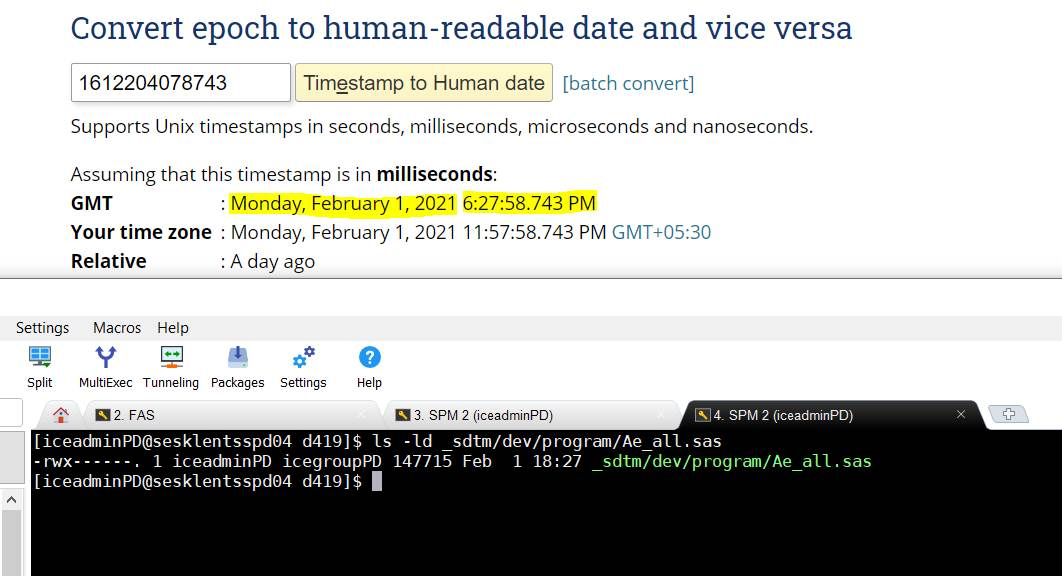 Convert epoch to human-readable date and vice versa
1612204078743 Timestamp to Human date [batch convert]
Supports Unix timestamps in seconds, milliseconds, microseconds and nanoseconds.
Assuming that this timestamp is in milliseconds:
GMT : Monday, February 1, 2021 6:27:58.743 PM
Your time zone : Monday, February 1, 2021 11:57:58.743 PM GMT+05:30
Relative : A day ago
Settings Macros Help
Split MultiExec Tunneling Packages Settings Help
2. FAS 3. SPM 2 (iceadminPD) 4. SPM 2 (iceadminPD)
[iceadminPD@sesklentsspd04 d419]$ ls -ld _sdtm/dev/program/Ae_all.sas
-rwx------. 1 iceadminPD icegroupPD 147715 Feb  1 18:27 _sdtm/dev/program/Ae_all.sas
[iceadminPD@sesklentsspd04 d419]$